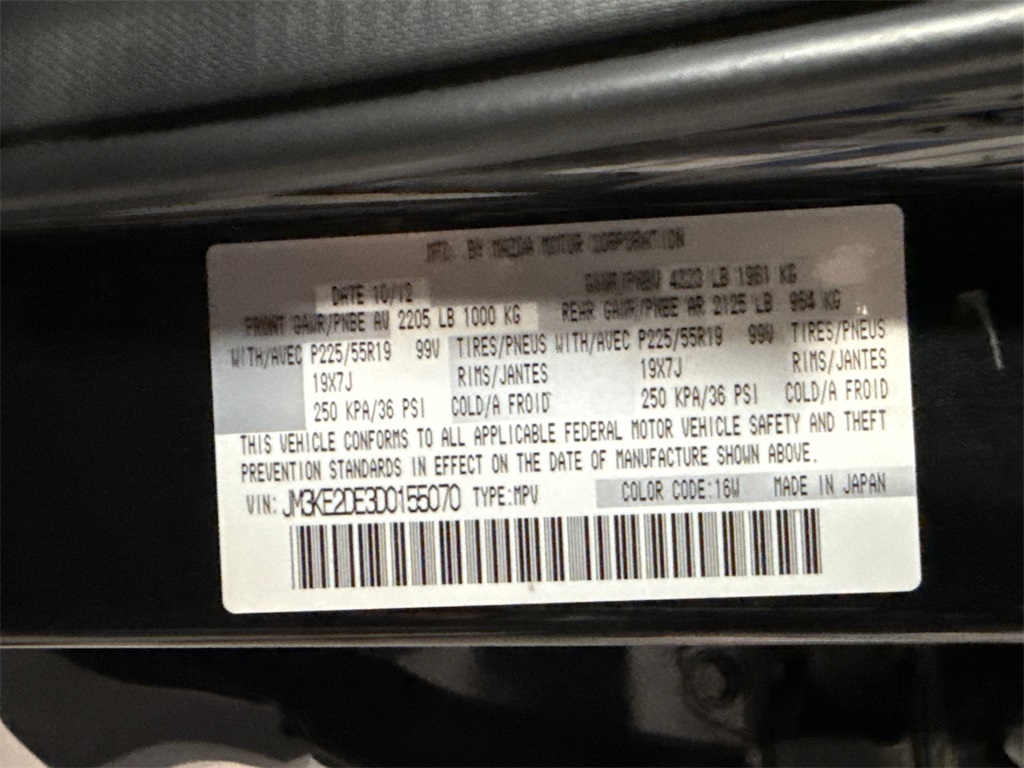 MFD. BY MAZDA MOTOR CORPORATION
DATE 10/12 GAWR/PNBV 4323 LB 1961 KG
FRONT GAWR/PNBE AV 2205 LB 1000 KG REAR GAWR/PNBE AR 2125 LB 964 KG
WITH/AVEC P225/55R19 99V TIRES/PNEUS WITH/AVEC P225/55R19 99V TIRES/PNEUS
19X7J RIMS/JANTES 19X7J RIMS/JANTES
250 KPA/36 PSI COLD/A FROID 250 KPA/36 PSI COLD/A FROID
THIS VEHICLE CONFORMS TO ALL APPLICABLE FEDERAL MOTOR VEHICLE SAFETY AND THEFT
PREVENTION STANDARDS IN EFFECT ON THE DATE OF MANUFACTURE SHOWN ABOVE.
VIN: JM3KE2DE3D0155070 TYPE:MPV COLOR CODE:16W MADE IN JAPAN